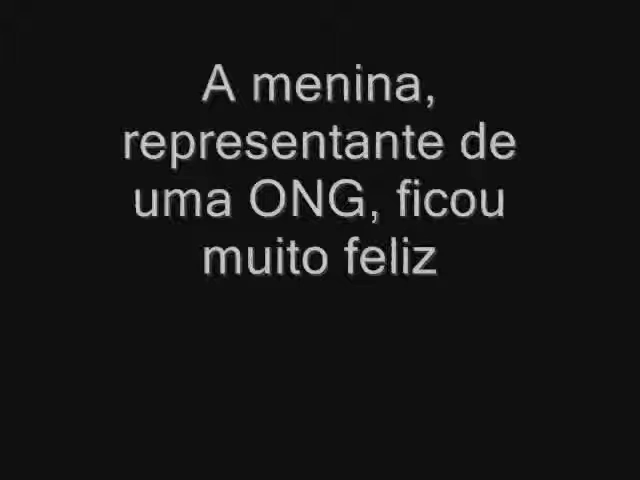 A menina,
representante de
uma ONG, ficou
muito feliz